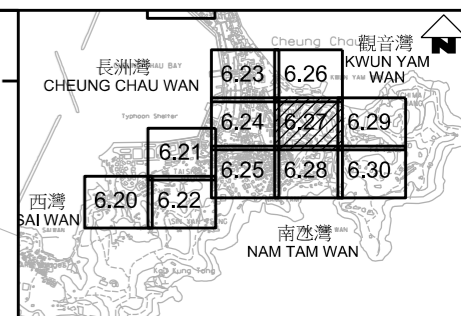 Cheung Chau
觀音灣
KWUN YAM
WAN
N
長洲灣
CHEUNG CHAU WAN
6.23
6.26
Typhoon Shelter
6.24
6.27
6.29
6.21
6.25
6.28
6.30
西灣
SAI WAN
6.20
6.22
SAI WAN
南氹灣
NAM TAM WAN